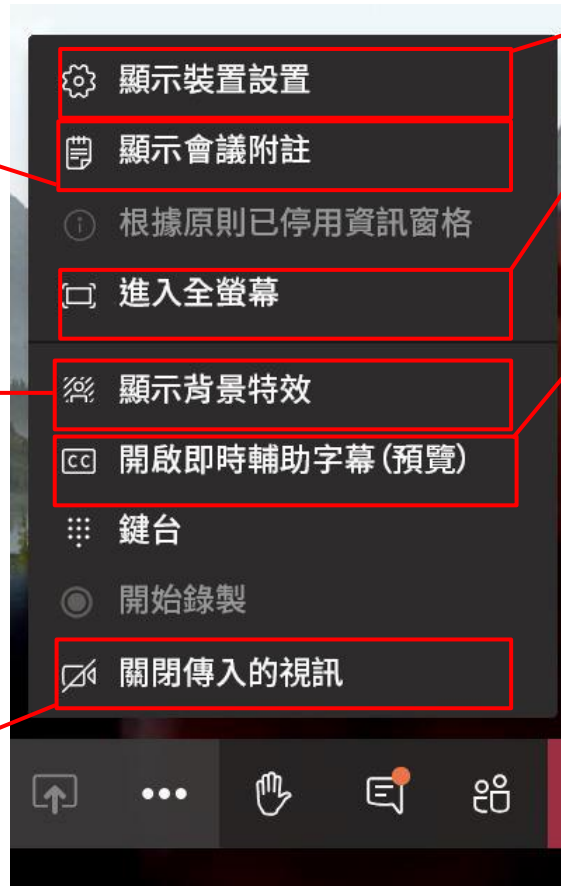 顯示裝置設置
顯示會議附註
根據原則已停用資訊窗格
進入全螢幕
顯示背景特效
CC 開啟即時輔助字幕(預覽)
鍵台
開始錄製
關閉傳入的視訊